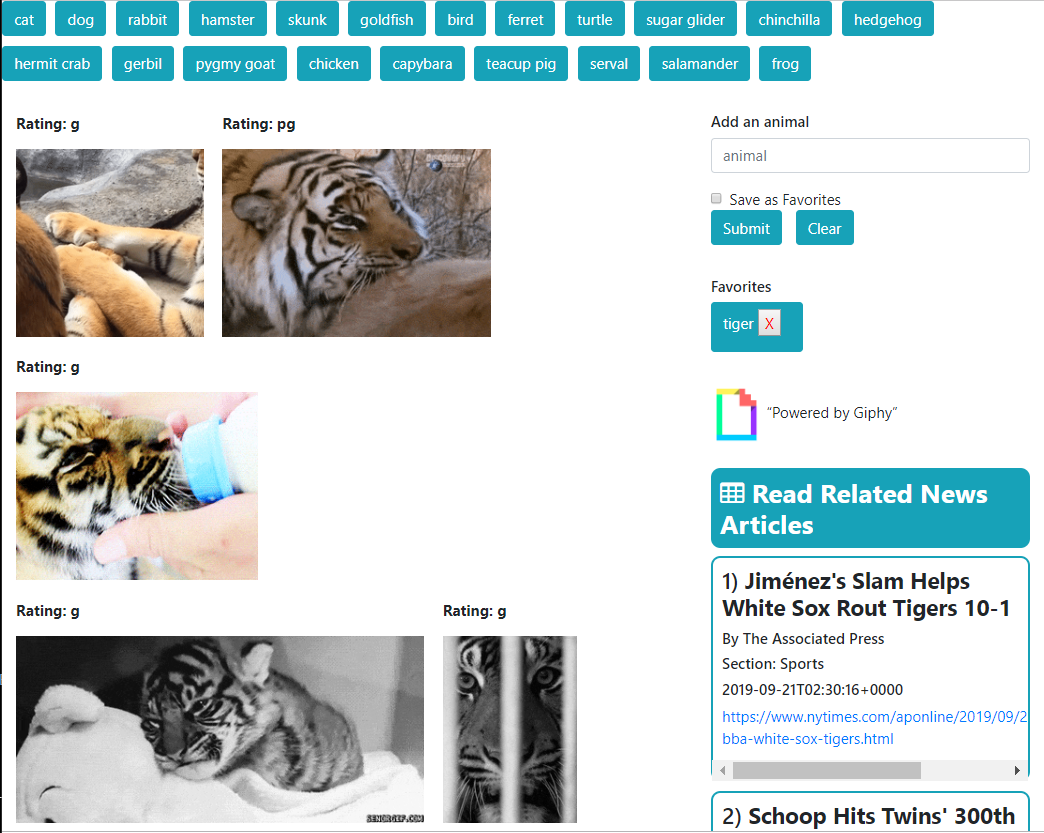 cat dog rabbit hamster skunk goldfish bird ferret turtle sugar glider chinchilla hedgehog
hermit crab gerbil pygmy goat chicken capybara teacup pig serval salamander frog
Rating: g
Rating: pg
Rating: g
Rating: g
Rating: g
SENORGIF.COM
Add an animal
animal
Save as Favorites
Submit Clear
Favorites
tiger X
“Powered by Giphy”
Read Related News
Articles
1) Jiménez's Slam Helps
White Sox Rout Tigers 10-1
By The Associated Press
Section: Sports
2019-09-21T02:30:16+0000
https://www.nytimes.com/aponline/2019/09/2
bba-white-sox-tigers.html
2) Schoop Hits Twins' 300th